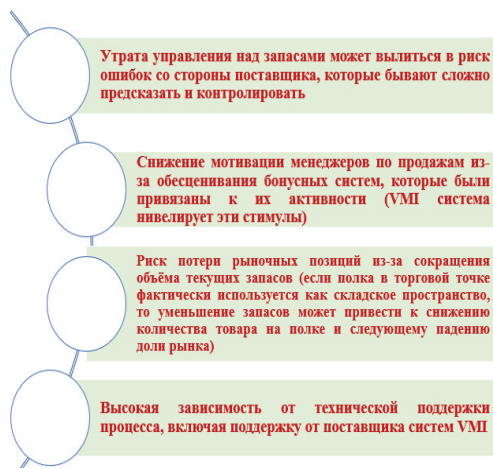 Утрата управления над запасами может вылиться в риск
ошибок со стороны поставщика, которые бывают сложно
предсказать и контролировать
Снижение мотивации менеджеров по продажам из-
за обесценивания бонусных систем, которые были
привязаны к их активности (VMI система
нивелирует эти стимулы)
Риск потери рыночных позиций из-за сокращения
объёма текущих запасов (если полка в торговой точке
фактически используется как складское пространство,
то уменьшение запасов может привести к снижению
количества товара на полке и следующему падению
доли рынка)
Высокая зависимость от технической поддержки
процесса, включая поддержку от поставщика систем VMI